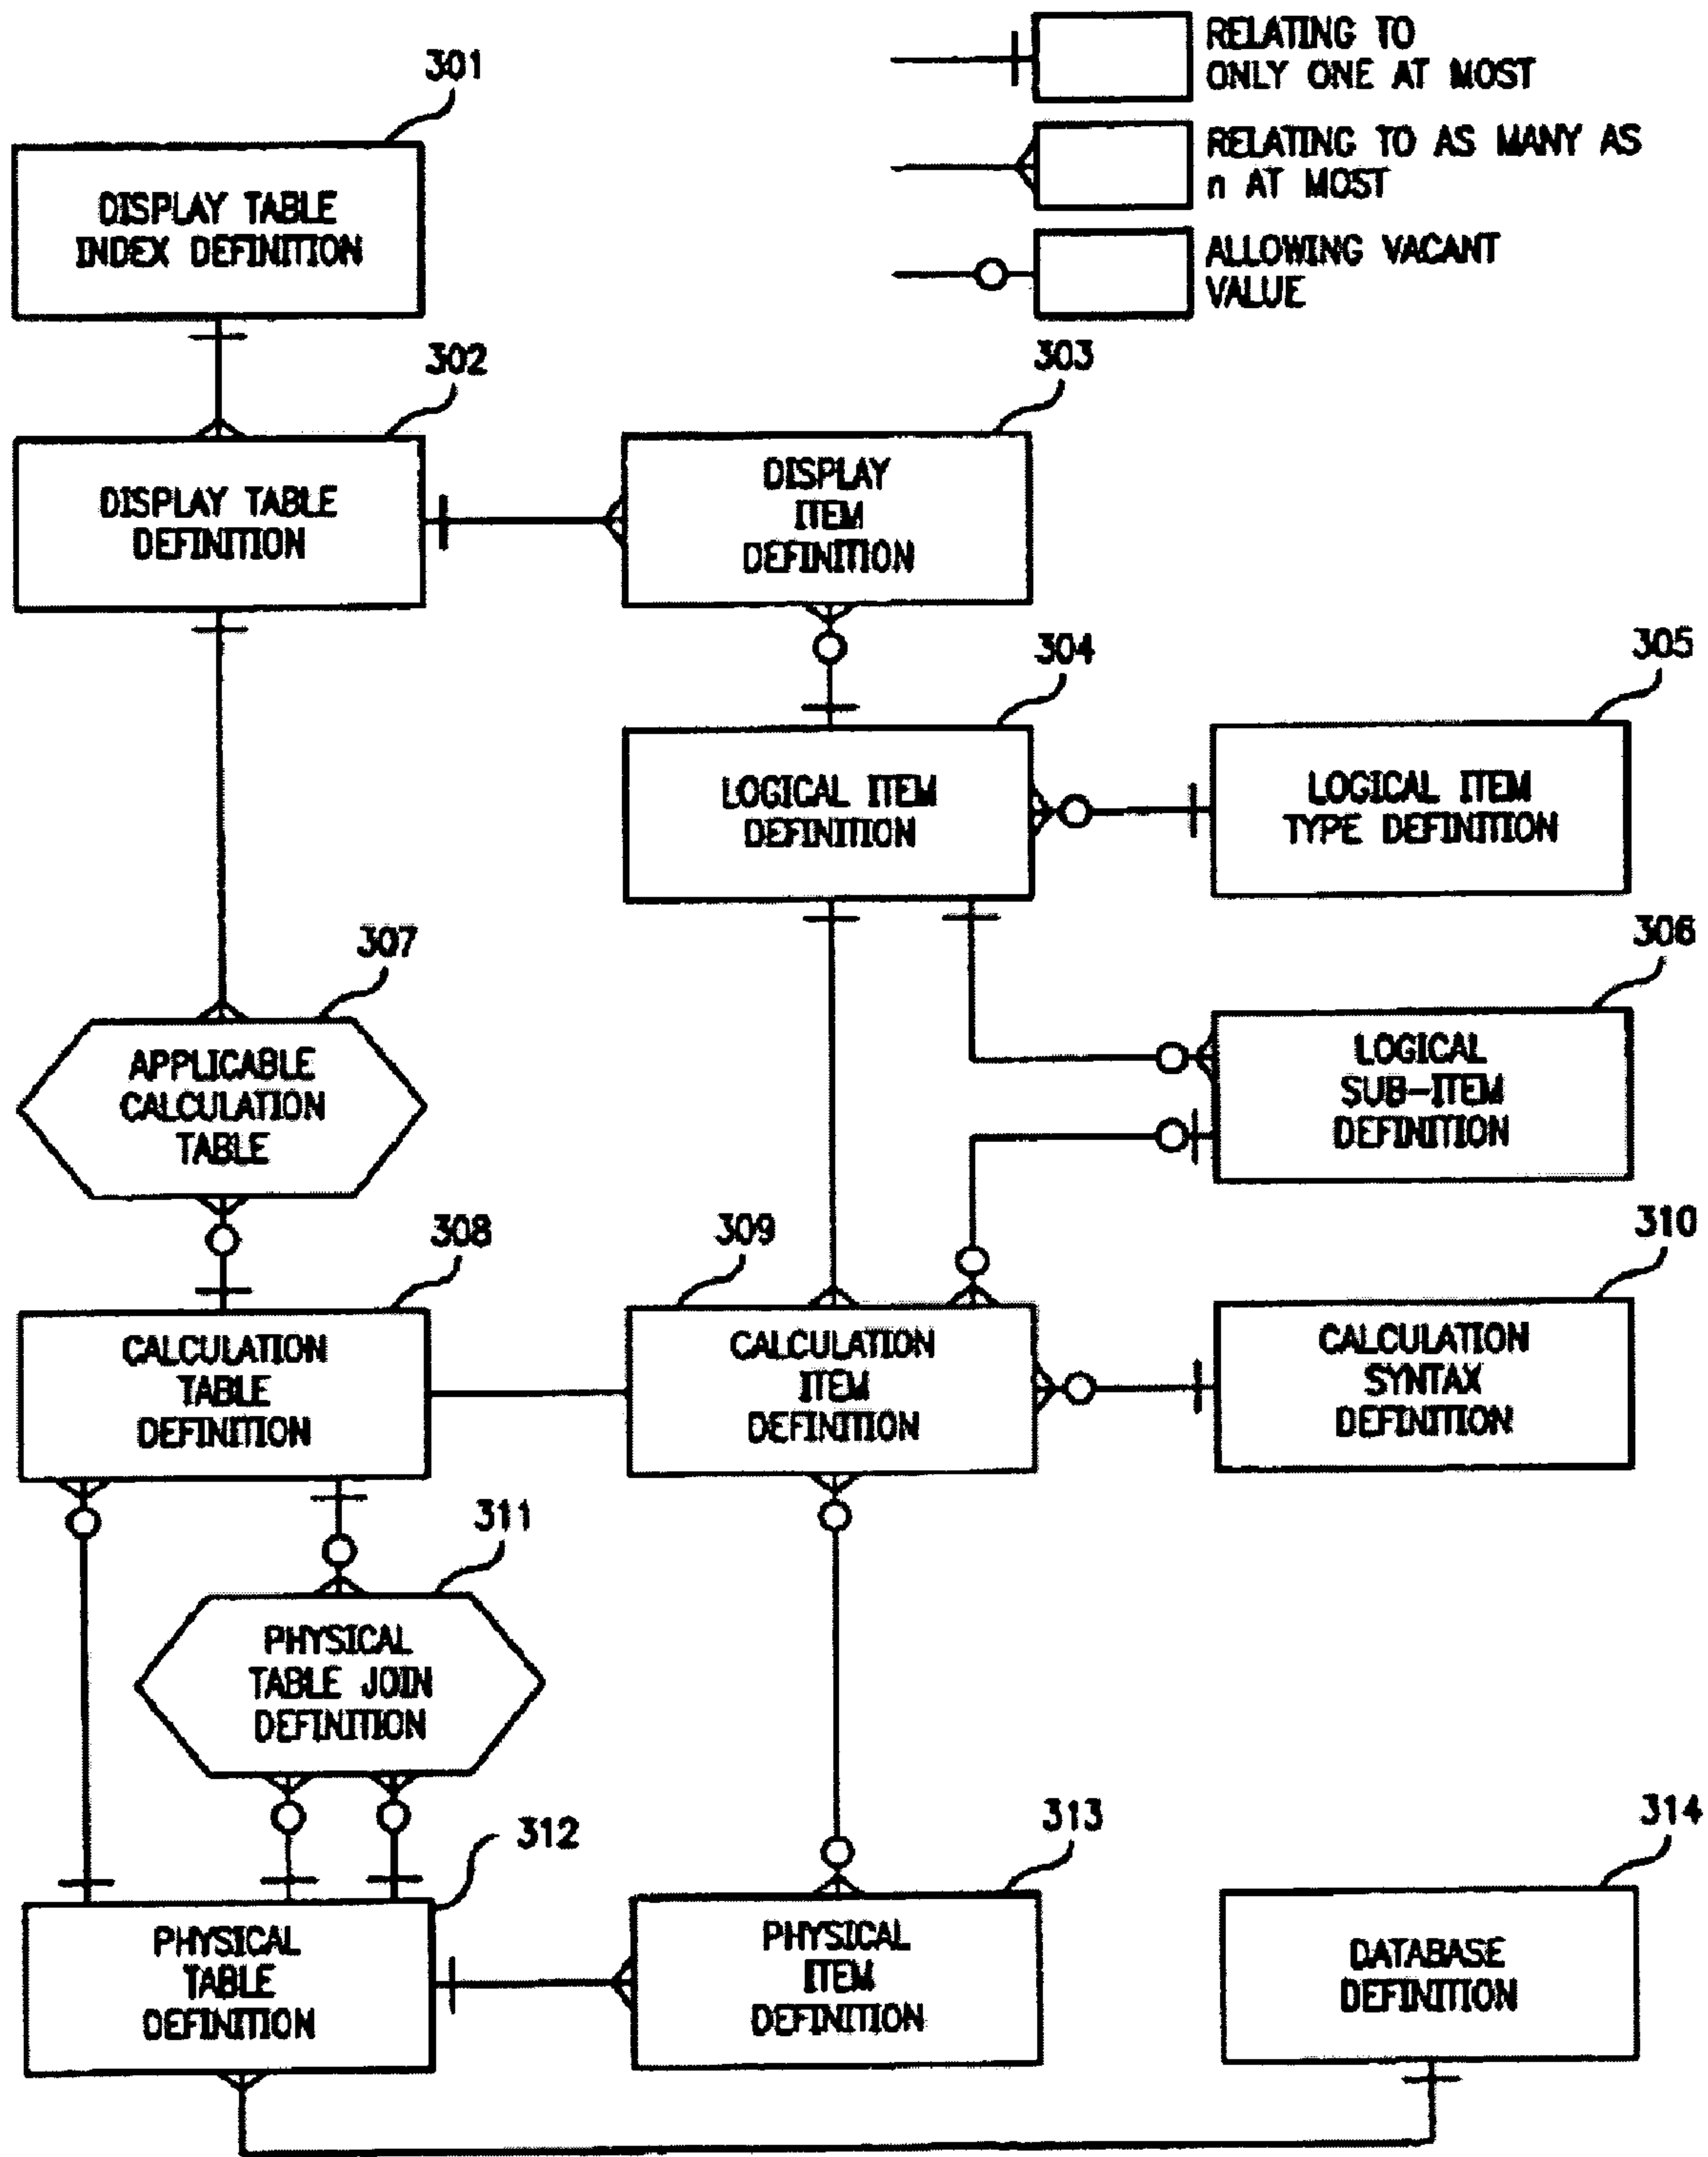 RELATING TO
ONLY ONE AT MOST
RELATING TO AS MANY AS
n AT MOST
ALLOWING VACANT
VALUE
301
DISPLAY TABLE
INDEX DEFINITION
302
DISPLAY TABLE
DEFINITION
303
DISPLAY
ITEM
DEFINITION
304
LOGICAL ITEM
DEFINITION
305
LOGICAL ITEM
TYPE DEFINITION
306
LOGICAL
SUB-ITEM
DEFINITION
307
APPLICABLE
CALCULATION
TABLE
308
CALCULATION
TABLE
DEFINITION
309
CALCULATION
ITEM
DEFINITION
310
CALCULATION
SYNTAX
DEFINITION
311
PHYSICAL
TABLE JOIN
DEFINITION
312
PHYSICAL
TABLE
DEFINITION
313
PHYSICAL
ITEM
DEFINITION
314
DATABASE
DEFINITION